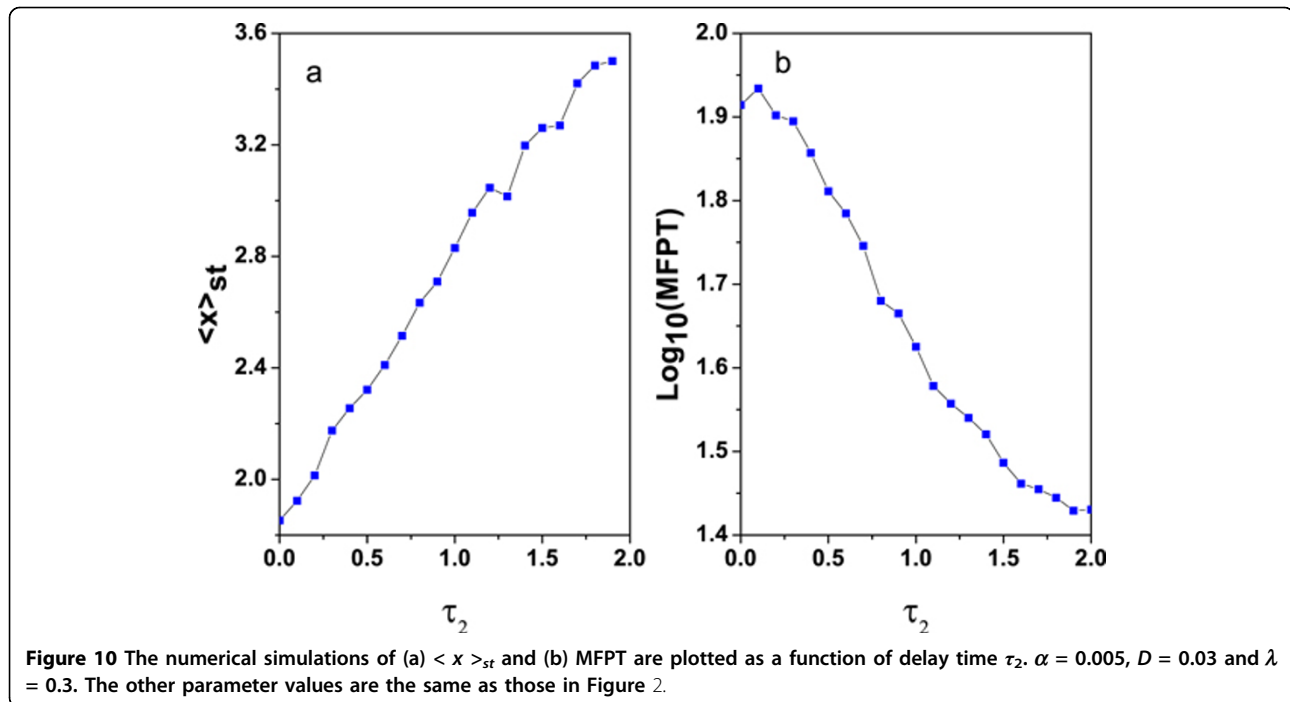 a
3.6
3.2
2.8
2.4
2.0
<x>st
0.0 0.5 1.0 1.5 2.0
τ2
b
2.0
1.9
1.8
1.7
1.6
1.5
1.4
Log10(MFPT)
0.0 0.5 1.0 1.5 2.0
τ2
Figure 10 The numerical simulations of (a) < x >st and (b) MFPT are plotted as a function of delay time τ2. α = 0.005, D = 0.03 and λ
= 0.3. The other parameter values are the same as those in Figure 2.